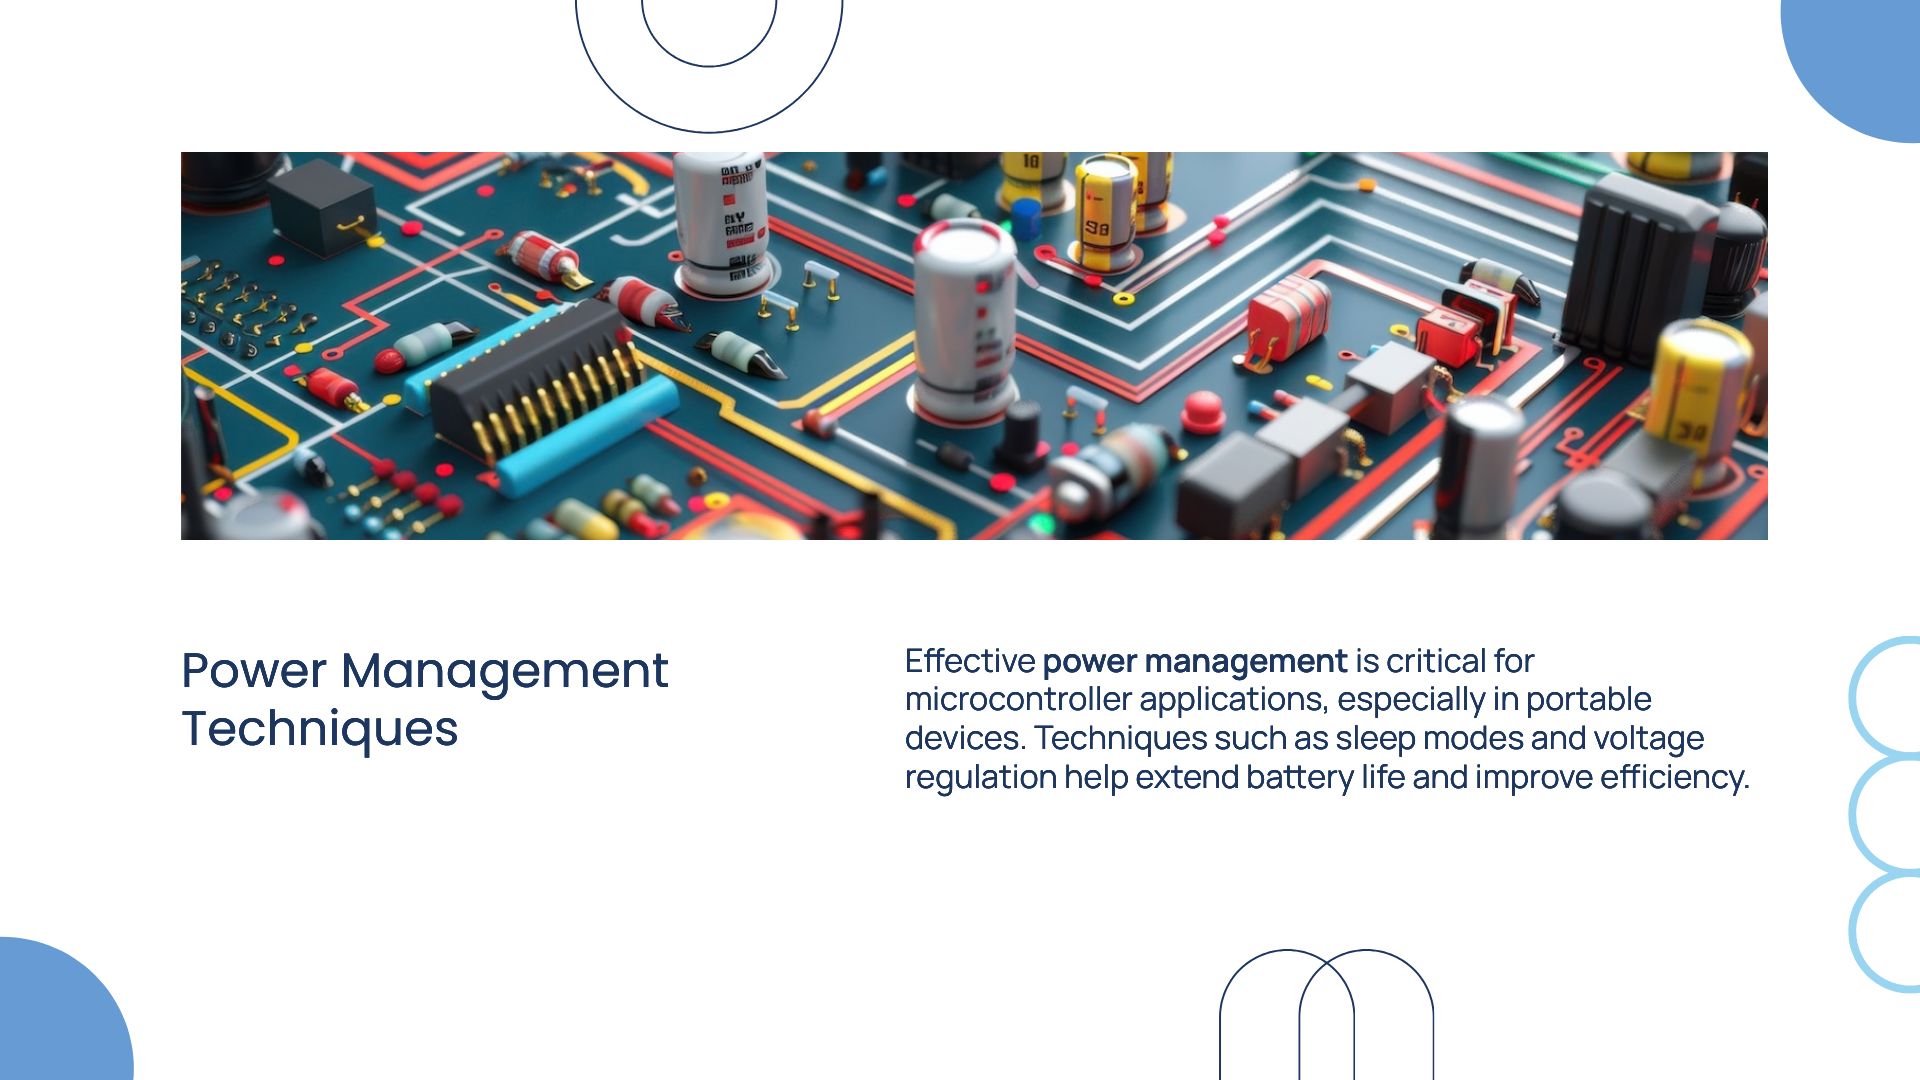 Power Management
Techniques
Effective power management is critical for
microcontroller applications, especially in portable
devices. Techniques such as sleep modes and voltage
regulation help extend battery life and improve efficiency.